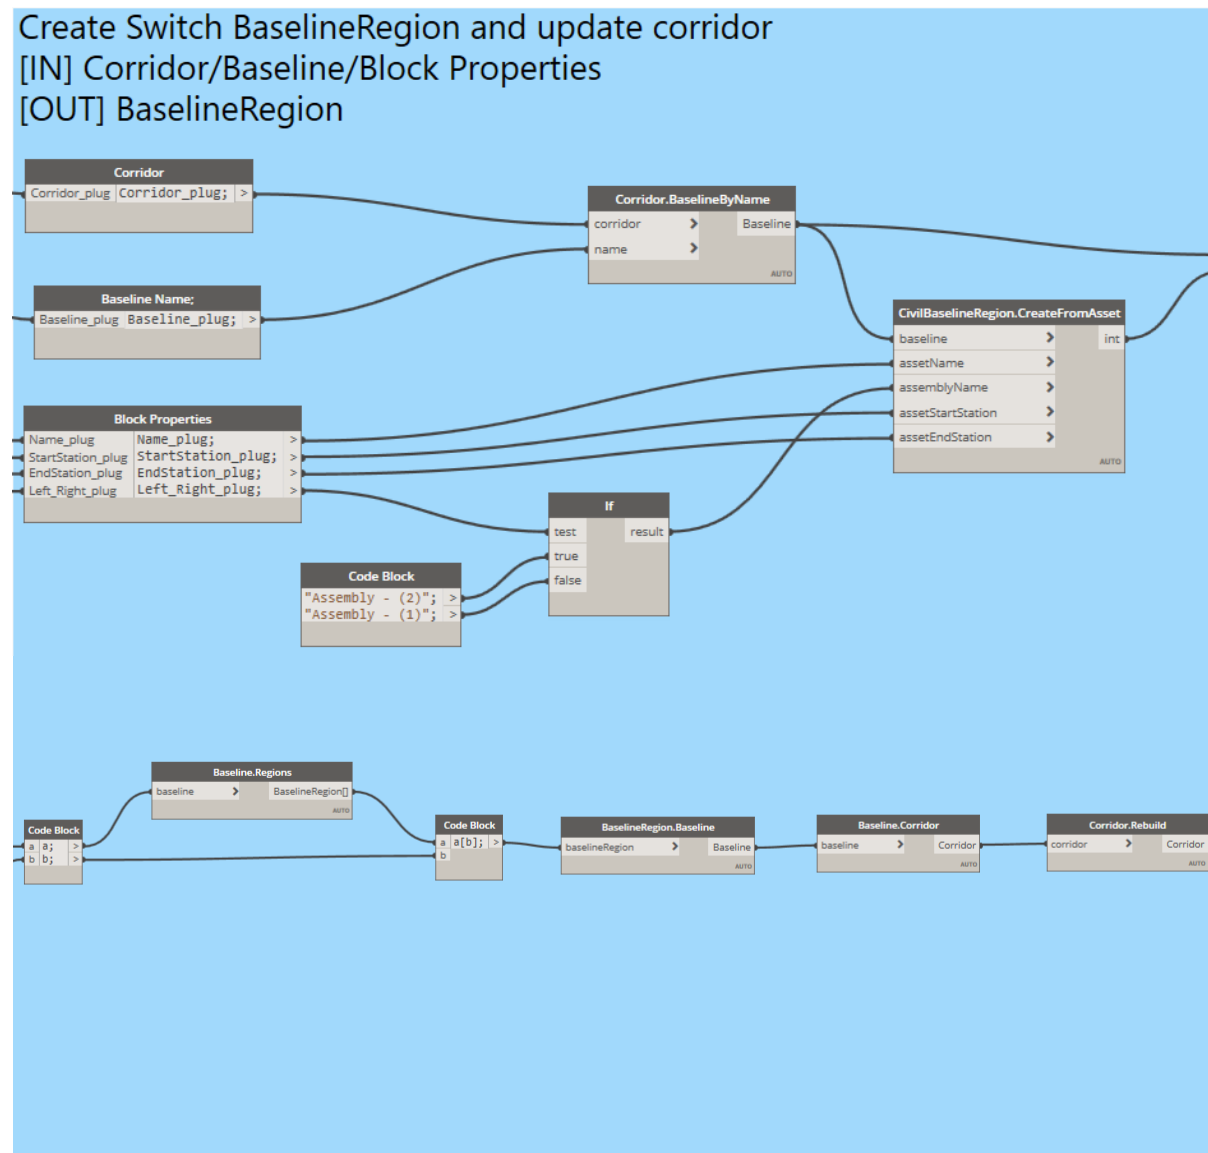 Create Switch BaselineRegion and update corridor
[IN] Corridor/Baseline/Block Properties
[OUT] BaselineRegion
Corridor
Corridor_plug Corridor_plug; >
Corridor.BaselineByName
corridor > Baseline
name >
AUTO
Baseline Name;
Baseline_plug Baseline_plug; >
CivilBaselineRegion.CreateFromAsset
baseline > int
assetName >
assemblyName >
assetStartStation >
assetEndStation >
AUTO
Block Properties
Name_plug Name_plug; >
StartStation_plug StartStation_plug; >
EndStation_plug EndStation_plug; >
Left_Right_plug Left_Right_plug; >
If
test result
true
false
Code Block
"Assembly - (2)"; >
"Assembly - (1)"; >
Baseline.Regions
baseline > BaselineRegion[]
AUTO
Code Block
a a; >
b b; >
Code Block
a a[b]; >
b
BaselineRegion.Baseline
baselineRegion > Baseline
AUTO
Baseline.Corridor
baseline > Corridor
AUTO
Corridor.Rebuild
corridor > Corridor
AUTO